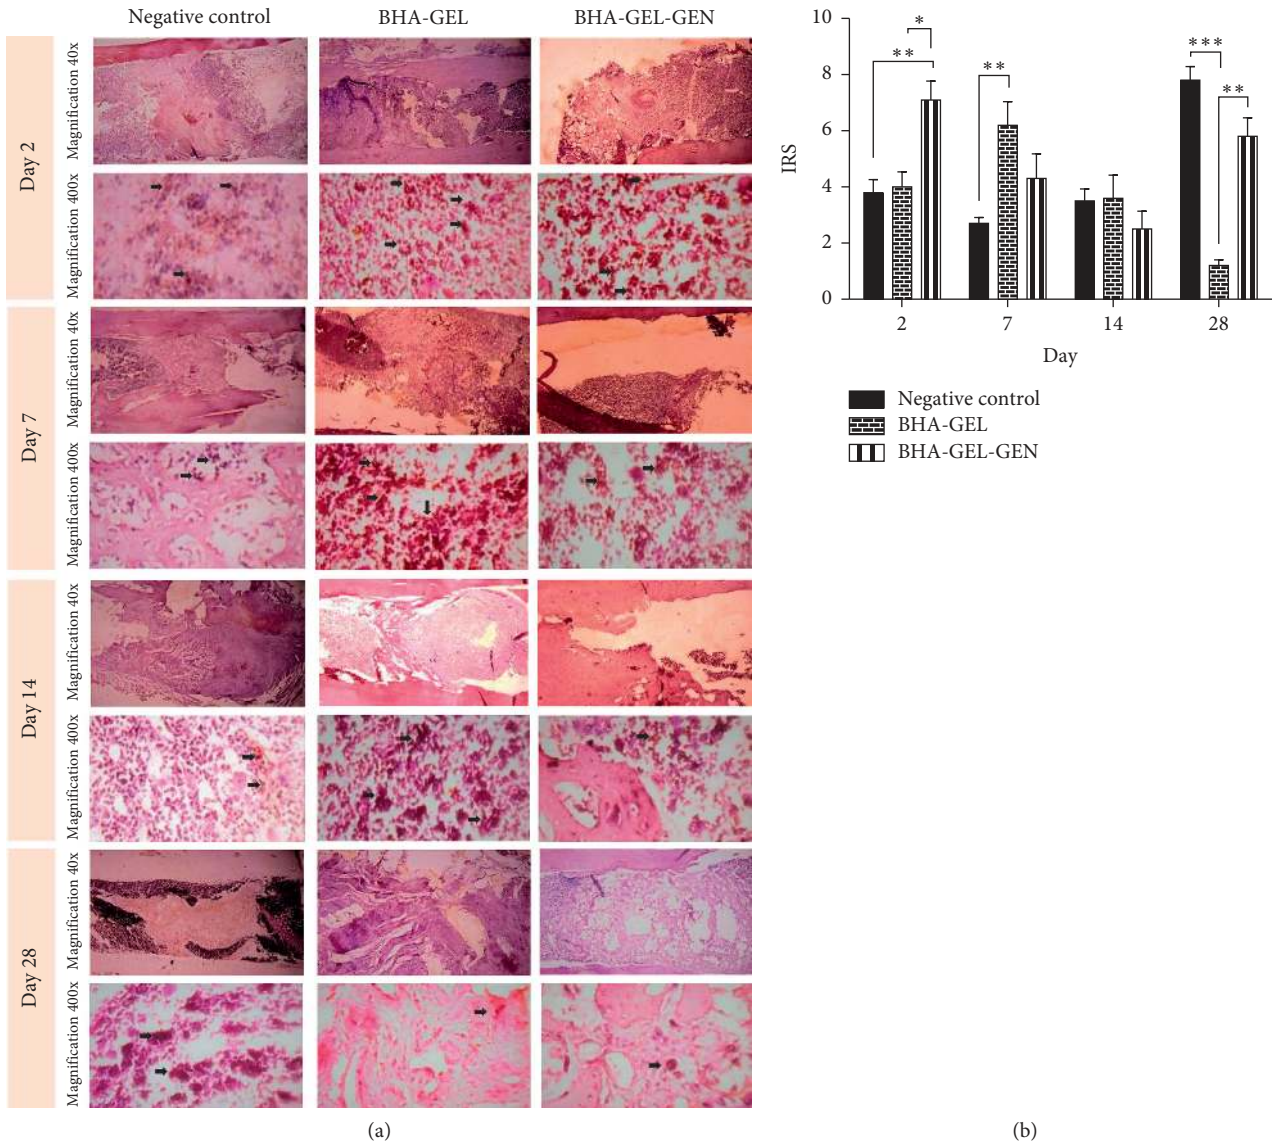 Negative control
BHA-GEL
BHA-GEL-GEN
Day 2
Magnification 40x
Magnification 400x
Day 7
Magnification 40x
Magnification 400x
Day 14
Magnification 40x
Magnification 400x
Day 28
Magnification 40x
Magnification 400x
(a)
10
8
6
4
2
0
IRS
*
**
**
***
**
2
7
14
28
Day
Negative control
BHA-GEL
BHA-GEL-GEN
(b)